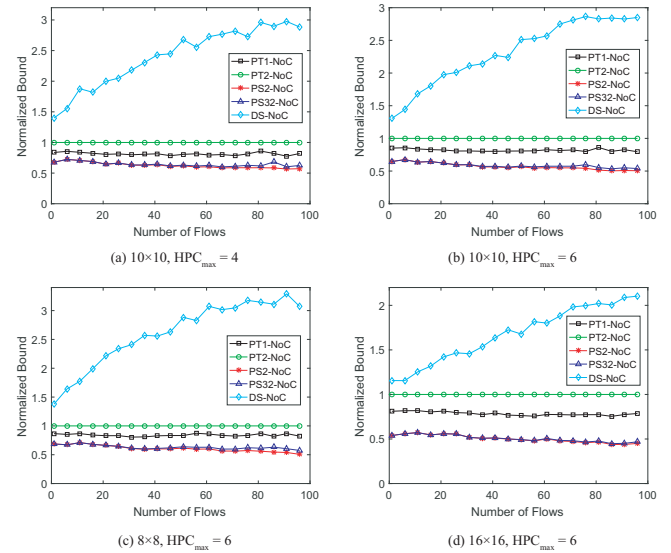 3
2.5
2
1.5
1
0.5
0
0 20 40 60 80 100
Normalized Bound
Number of Flows
PT1-NoC
PT2-NoC
PS2-NoC
PS32-NoC
DS-NoC
(a) 10×10, HPCmax = 4
3
2.5
2
1.5
1
0.5
0
0 20 40 60 80 100
Normalized Bound
Number of Flows
PT1-NoC
PT2-NoC
PS2-NoC
PS32-NoC
DS-NoC
(b) 10×10, HPCmax = 6
3
2.5
2
1.5
1
0.5
0
0 20 40 60 80 100
Normalized Bound
Number of Flows
PT1-NoC
PT2-NoC
PS2-NoC
PS32-NoC
DS-NoC
(c) 8×8, HPCmax = 6
2
1.5
1
0.5
0
0 20 40 60 80 100
Normalized Bound
Number of Flows
PT1-NoC
PT2-NoC
PS2-NoC
PS32-NoC
DS-NoC
(d) 16×16, HPCmax = 6